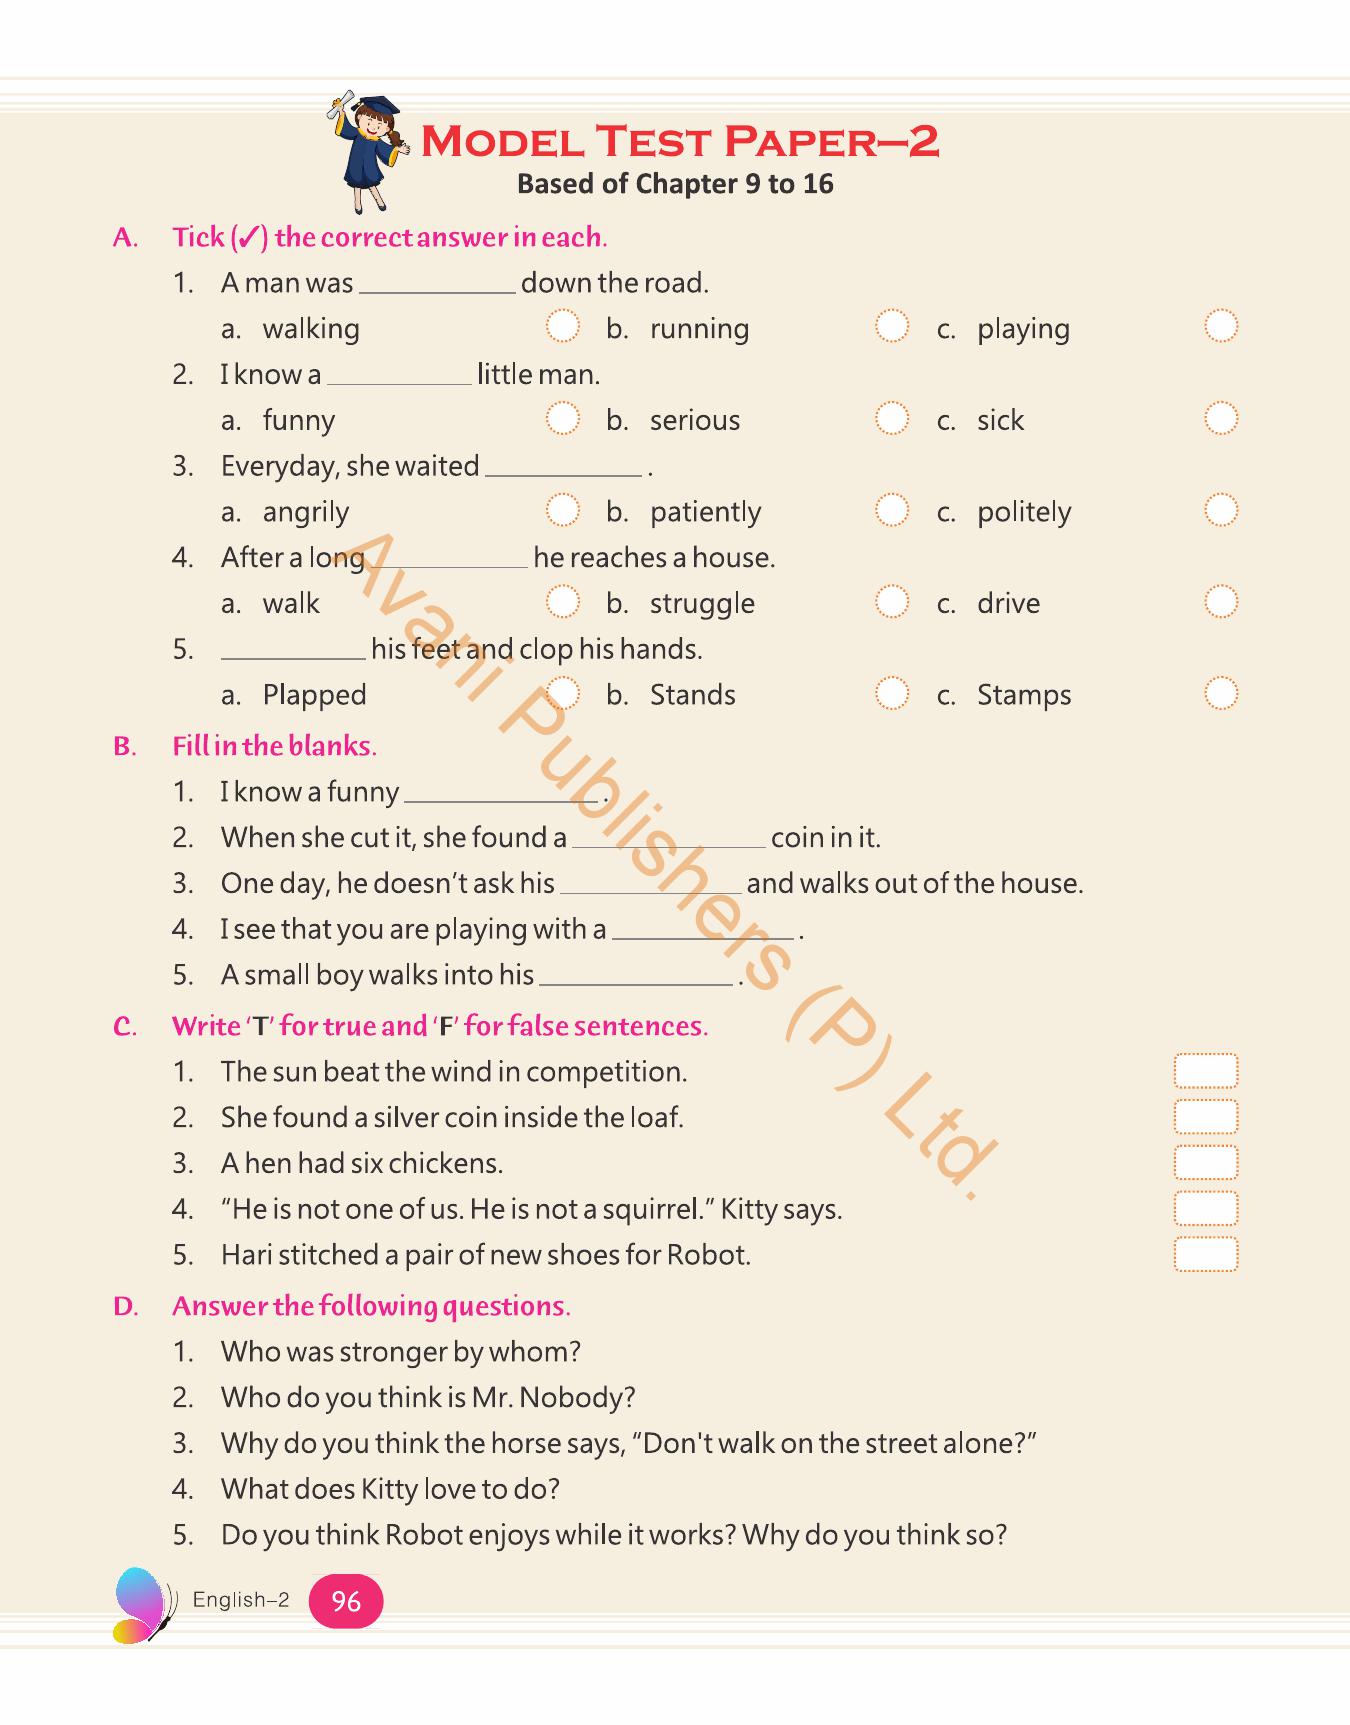 MODEL TEST PAPER–2
Based of Chapter 9 to 16
A. Tick (✓) the correct answer in each.
1. A man was __________ down the road.
a. walking b. running c. playing
2. I know a __________ little man.
a. funny b. serious c. sick
3. Everyday, she waited __________ .
a. angrily b. patiently c. politely
4. After a long __________ he reaches a house.
a. walk b. struggle c. drive
5. __________ his feet and clop his hands.
a. Plapped b. Stands c. Stamps
B. Fill in the blanks.
1. I know a funny __________ .
2. When she cut it, she found a __________ coin in it.
3. One day, he doesn’t ask his __________ and walks out of the house.
4. I see that you are playing with a __________ .
5. A small boy walks into his __________ .
C. Write ‘T’ for true and ‘F’ for false sentences.
1. The sun beat the wind in competition.
2. She found a silver coin inside the loaf.
3. A hen had six chickens.
4. “He is not one of us. He is not a squirrel.” Kitty says.
5. Hari stitched a pair of new shoes for Robot.
D. Answer the following questions.
1. Who was stronger by whom?
2. Who do you think is Mr. Nobody?
3. Why do you think the horse says, “Don't walk on the street alone?”
4. What does Kitty love to do?
5. Do you think Robot enjoys while it works? Why do you think so?
English–2 96
Avani Publishers (P) Ltd.